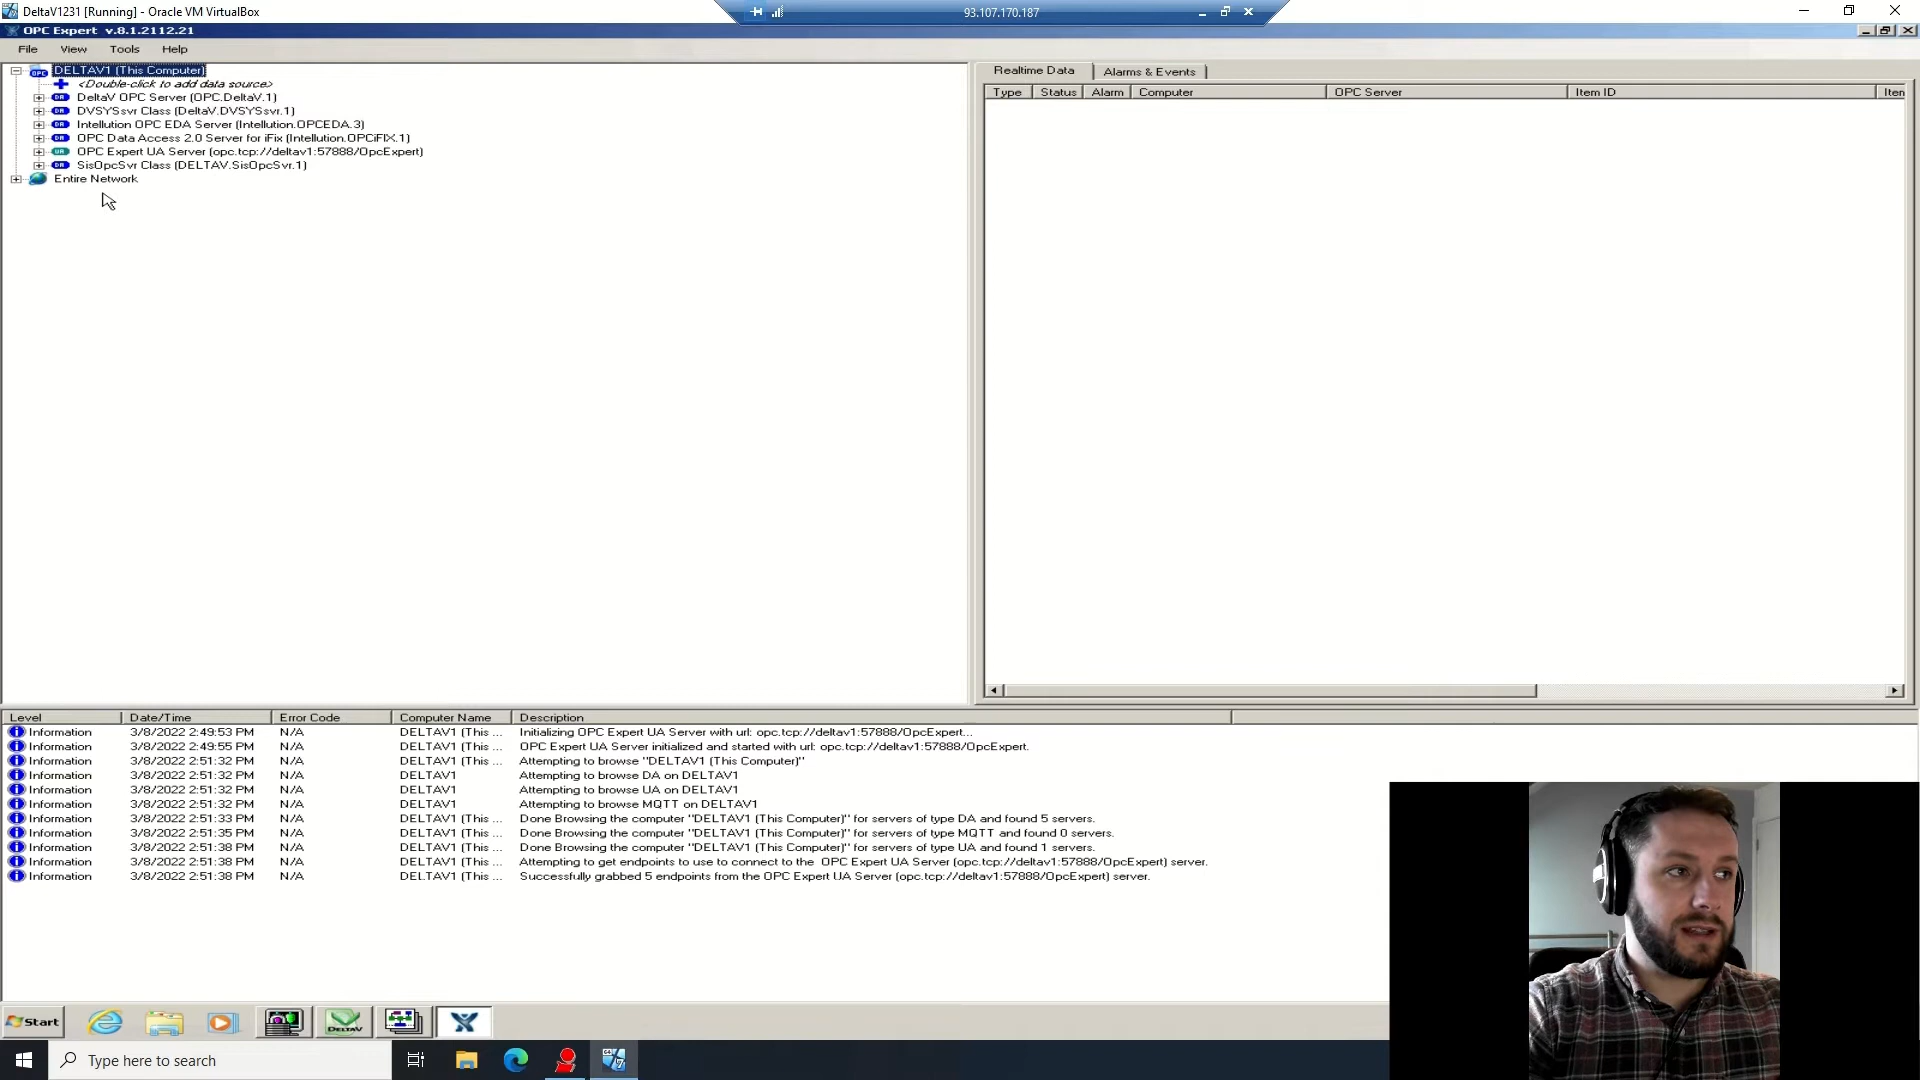 DeltaV1231 [Running] - Oracle VM VirtualBox
93.107.170.187
OPC Expert v.8.1.2112.21
File View Tools Help
DELTAV1 (This Computer)
<Double-click to add data source>
DeltaV OPC Server (OPC.DeltaV.1)
DVSYSsvr Class (DeltaV.DVSYSsvr.1)
Intellution OPC EDA Server (Intellution.OPCEDA.3)
OPC Data Access 2.0 Server for iFix (Intellution.OPCiFIX.1)
OPC Expert UA Server (opc.tcp://deltav1:57888/OpcExpert)
SisOpcSvr Class (DELTAV.SisOpcSvr.1)
Entire Network
Realtime Data Alarms & Events
Type Status Alarm Computer OPC Server Item ID Iten
Level Date/Time Error Code Computer Name Description
Information 3/8/2022 2:49:53 PM N/A DELTAV1 (This ... Initializing OPC Expert UA Server with url: opc.tcp://deltav1:57888/OpcExpert...
Information 3/8/2022 2:49:55 PM N/A DELTAV1 (This ... OPC Expert UA Server initialized and started with url: opc.tcp://deltav1:57888/OpcExpert.
Information 3/8/2022 2:51:32 PM N/A DELTAV1 (This ... Attempting to browse "DELTAV1 (This Computer)"
Information 3/8/2022 2:51:32 PM N/A DELTAV1 Attempting to browse DA on DELTAV1
Information 3/8/2022 2:51:32 PM N/A DELTAV1 Attempting to browse UA on DELTAV1
Information 3/8/2022 2:51:32 PM N/A DELTAV1 Attempting to browse MQTT on DELTAV1
Information 3/8/2022 2:51:33 PM N/A DELTAV1 (This ... Done Browsing the computer "DELTAV1 (This Computer)" for servers of type DA and found 5 servers.
Information 3/8/2022 2:51:35 PM N/A DELTAV1 (This ... Done Browsing the computer "DELTAV1 (This Computer)" for servers of type MQTT and found 0 servers.
Information 3/8/2022 2:51:38 PM N/A DELTAV1 (This ... Done Browsing the computer "DELTAV1 (This Computer)" for servers of type UA and found 1 servers.
Information 3/8/2022 2:51:38 PM N/A DELTAV1 (This ... Attempting to get endpoints to use to connect to the OPC Expert UA Server (opc.tcp://deltav1:57888/OpcExpert) server.
Information 3/8/2022 2:51:38 PM N/A DELTAV1 (This ... Successfully grabbed 5 endpoints from the OPC Expert UA Server (opc.tcp://deltav1:57888/OpcExpert) server.
Start DELTAV
Type here to search